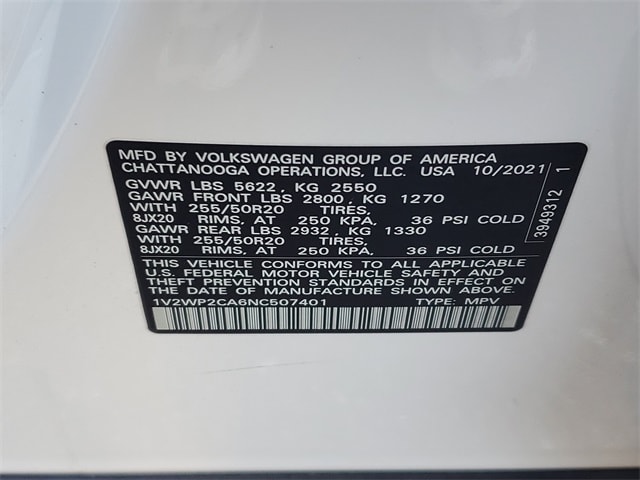 MFD BY VOLKSWAGEN GROUP OF AMERICA
CHATTANOOGA OPERATIONS, LLC. USA 10/2021
GVWR LBS 5622, KG 2550
GAWR FRONT LBS 2800, KG 1270
WITH 255/50R20 TIRES,
8JX20 RIMS, AT 250 KPA, 36 PSI COLD
GAWR REAR LBS 2932, KG 1330
WITH 255/50R20 TIRES,
8JX20 RIMS, AT 250 KPA, 36 PSI COLD
THIS VEHICLE CONFORMS TO ALL APPLICABLE
U.S. FEDERAL MOTOR VEHICLE SAFETY AND
THEFT PREVENTION STANDARDS IN EFFECT
ON THE DATE OF MANUFACTURE SHOWN ABOVE.
1V2WP2CA6NC507401 TYPE: MPV
3949312 1